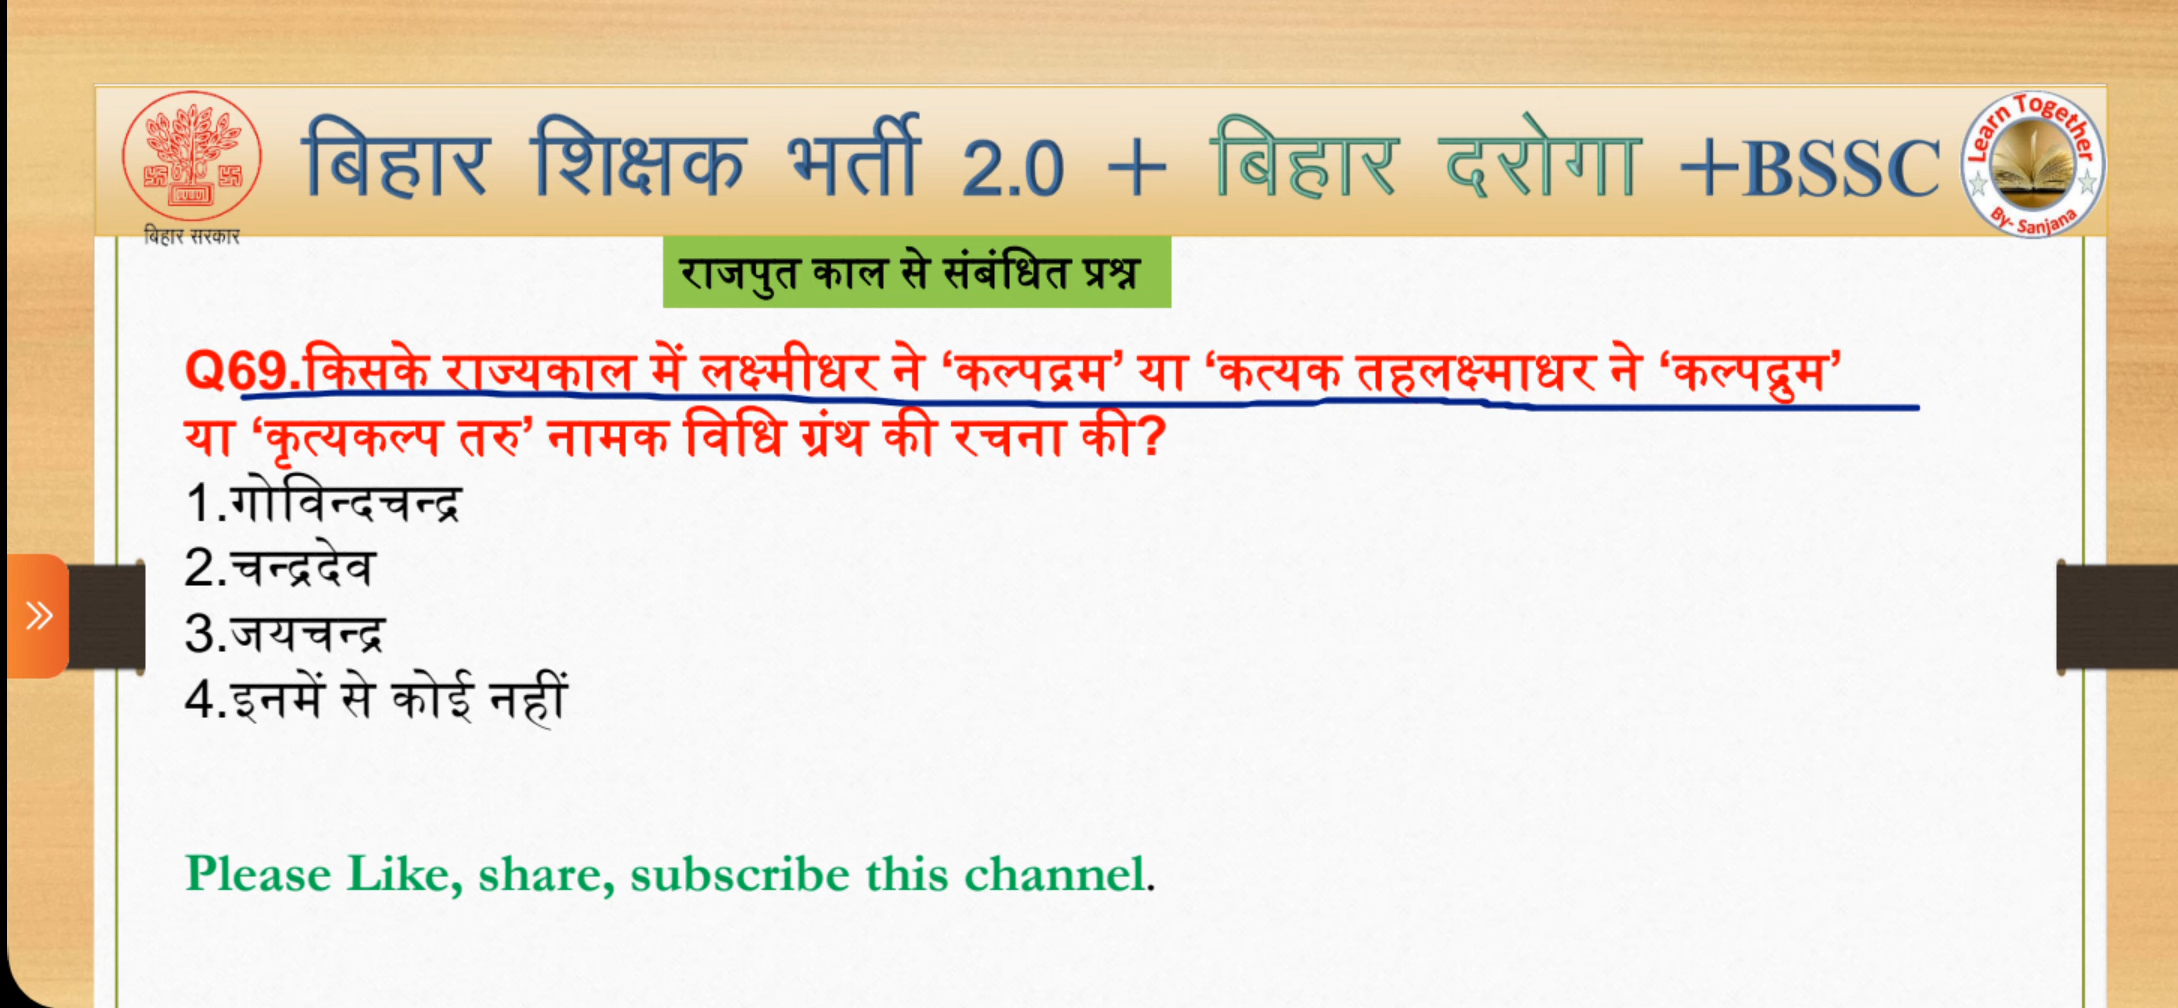 बिहार शिक्षक भर्ती 2.0 + बिहार दरोगा +BSSC
बिहार सरकार
Learn Together
By- Sanjana
राजपुत काल से संबंधित प्रश्न
Q69.किसके राज्यकाल में लक्ष्मीधर ने ‘कल्पद्रम’ या ‘कत्यक तहलक्ष्माधर ने ‘कल्पद्रुम’
या ‘कृत्यकल्प तरु’ नामक विधि ग्रंथ की रचना की?
1.गोविन्दचन्द्र
2.चन्द्रदेव
3.जयचन्द्र
4.इनमें से कोई नहीं
Please Like, share, subscribe this channel.